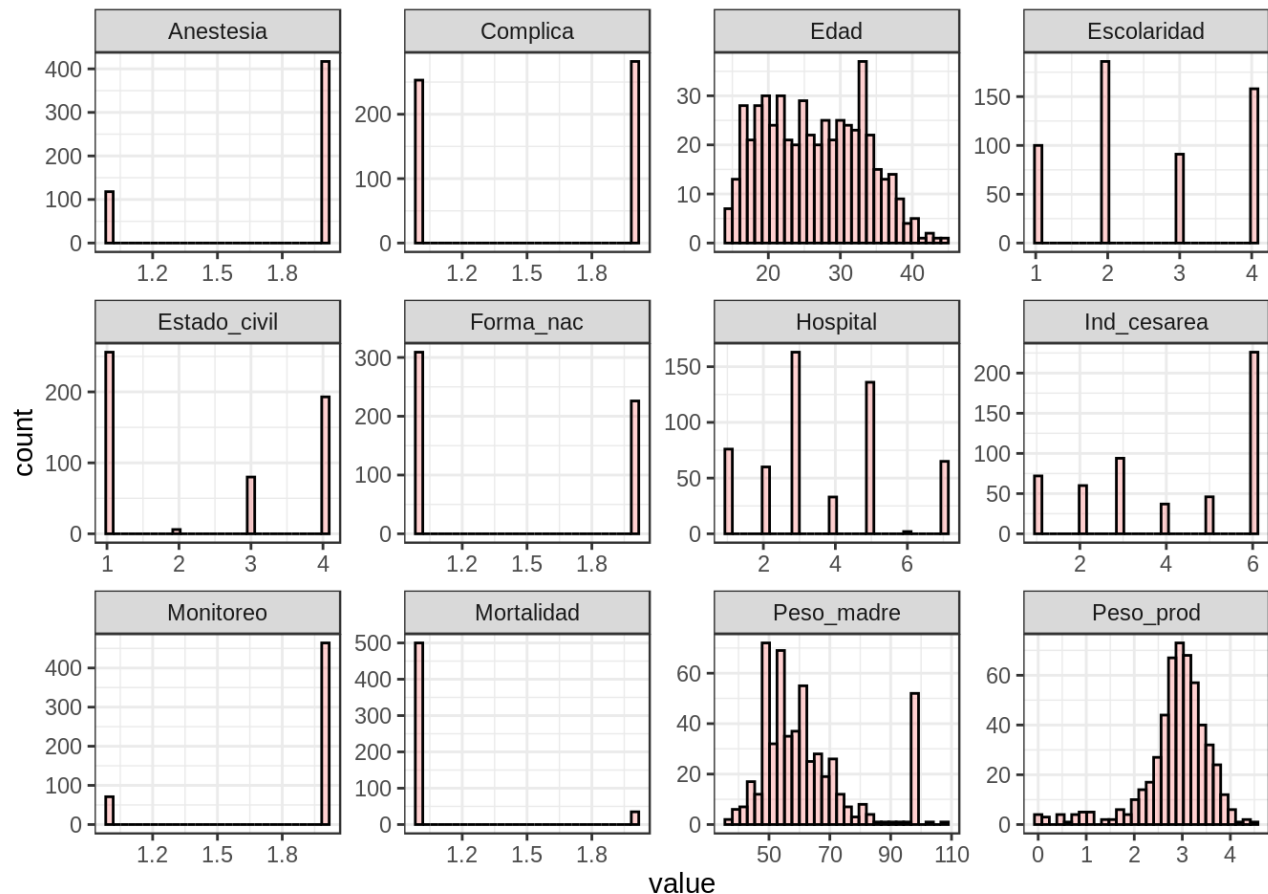 Anestesia Complica Edad Escolaridad
400 300 200 100 0
200 100 0
30 20 10 0
150 100 50 0
1.2 1.5 1.8 1.2 1.5 1.8 20 30 40 1 2 3 4
Estado_civil Forma_nac Hospital Ind_cesarea
200 100 0
300 200 100 0
150 100 50 0
200 150 100 50 0
1 2 3 4 1.2 1.5 1.8 2 4 6 2 4 6
Monitoreo Mortalidad Peso_madre Peso_prod
400 300 200 100 0
500 400 300 200 100 0
60 40 20 0
60 40 20 0
1.2 1.5 1.8 1.2 1.5 1.8 50 70 90 110 0 1 2 3 4
count
value